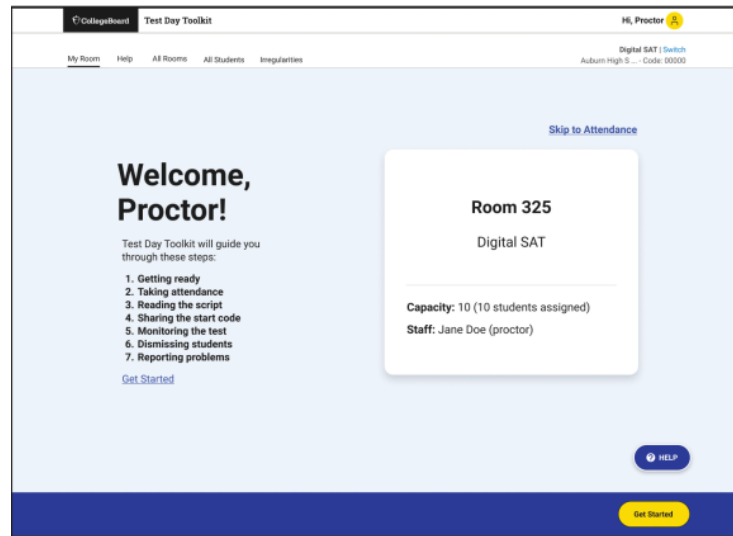 CollegeBoard Test Day Toolkit
Hi, Proctor
My Room Help All Rooms All Students Irregularities
Digital SAT | Switch
Auburn High S ... - Code: 00000
Skip to Attendance
Welcome,
Proctor!
Test Day Toolkit will guide you
through these steps:
1. Getting ready
2. Taking attendance
3. Reading the script
4. Sharing the start code
5. Monitoring the test
6. Dismissing students
7. Reporting problems
Get Started
Room 325
Digital SAT
Capacity: 10 (10 students assigned)
Staff: Jane Doe (proctor)
HELP
Get Started